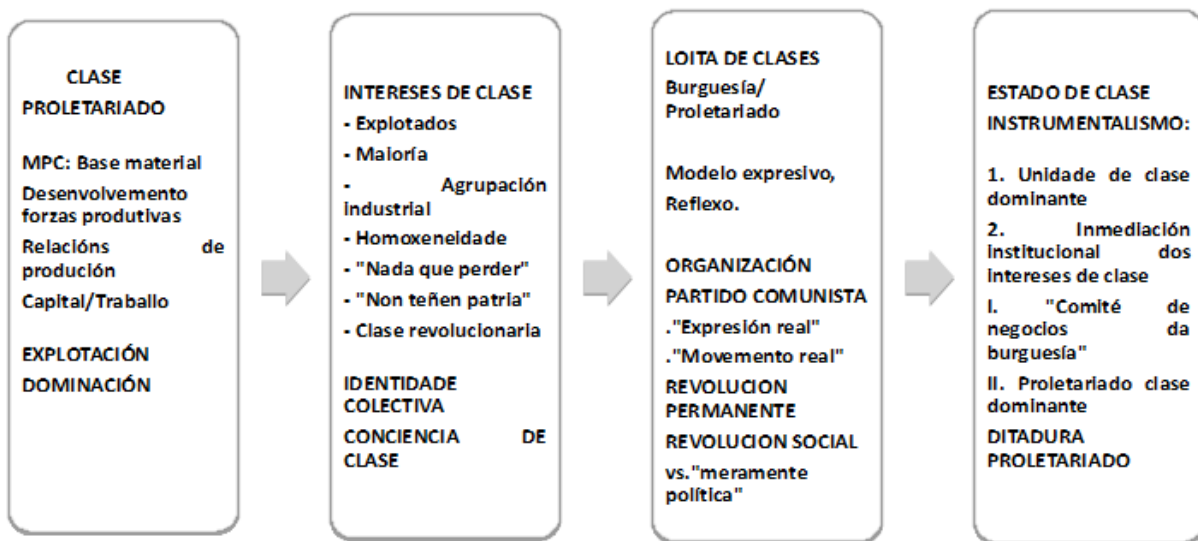 CLASE
PROLETARIADO
MPC: Base material
Desenvolvemento
forzas produtivas
Relacións de
produción
Capital/Traballo
EXPLOTACIÓN
DOMINACIÓN
INTERESES DE CLASE
- Explotados
- Maioría
- Agrupación
industrial
- Homoxeneidade
- "Nada que perder"
- "Non teñen patria"
- Clase revolucionaria
IDENTIDADE
COLECTIVA
CONCIENCIA DE
CLASE
LOITA DE CLASES
Burguesía/
Proletariado
Modelo expresivo,
Reflexo.
ORGANIZACIÓN
PARTIDO COMUNISTA
."Expresión real"
."Movemento real"
REVOLUCION
PERMANENTE
REVOLUCION SOCIAL
vs."meramente
política"
ESTADO DE CLASE
INSTRUMENTALISMO:
1. Unidade de clase
dominante
2. Inmediación
institucional dos
intereses de clase
I. "Comité de
negocios da
burguesía"
II. Proletariado clase
dominante
DITADURA
PROLETARIADO